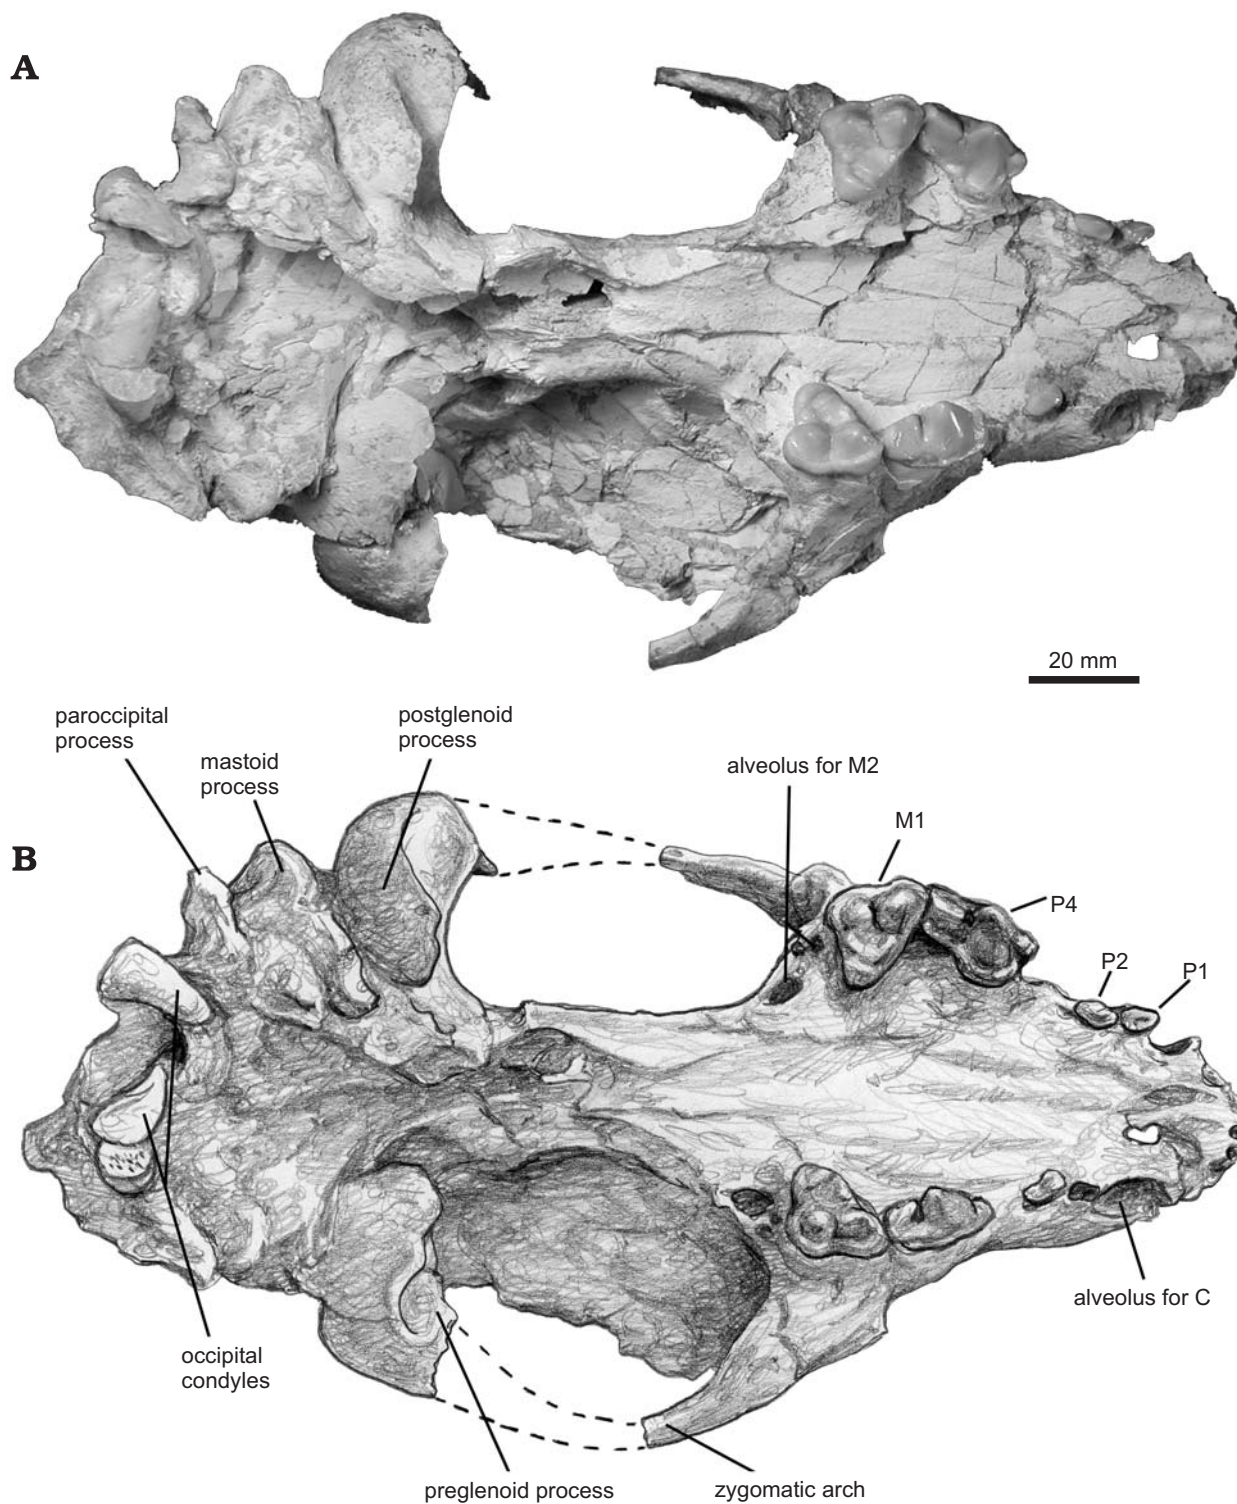 A
20 mm
paroccipital
process
postglenoid
process
mastoid
process
alveolus for M2
M1
B
P4
P2
P1
alveolus for C
occipital
condyles
preglenoid process
zygomatic arch